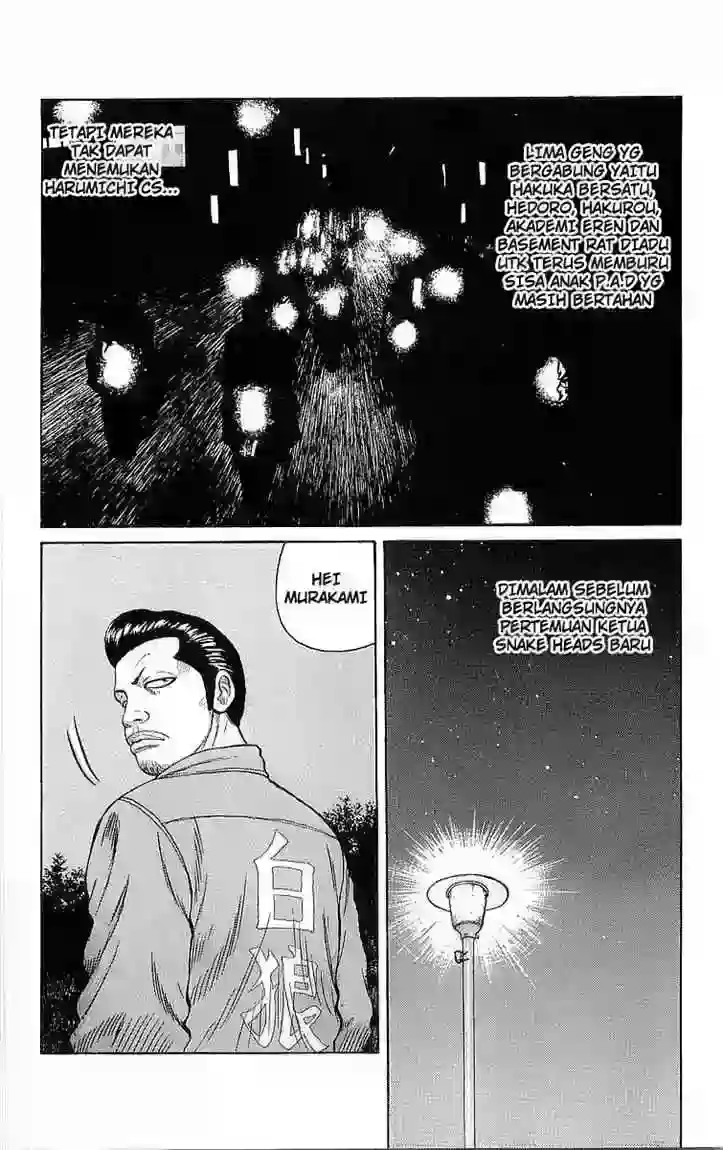 LIMA GENG YG
BERGABUNG YAITU
HAKUKA BERSATU,
HEDORO, HAKUROU,
AKADEMI EREN DAN
BASEMENT RAT DIADU
UTK TERUS MEMBURU
SISA ANAK P.A.D YG
MASIH BERTAHAN
TETAPI MEREKA
TAK DAPAT
MENEMUKAN
HARUMICHI CS...
DIMALAM SEBELUM
BERLANGSUNGNYA
PERTEMUAN KETUA
SNAKE HEADS BARU
HEI
MURAKAMI
白
狼